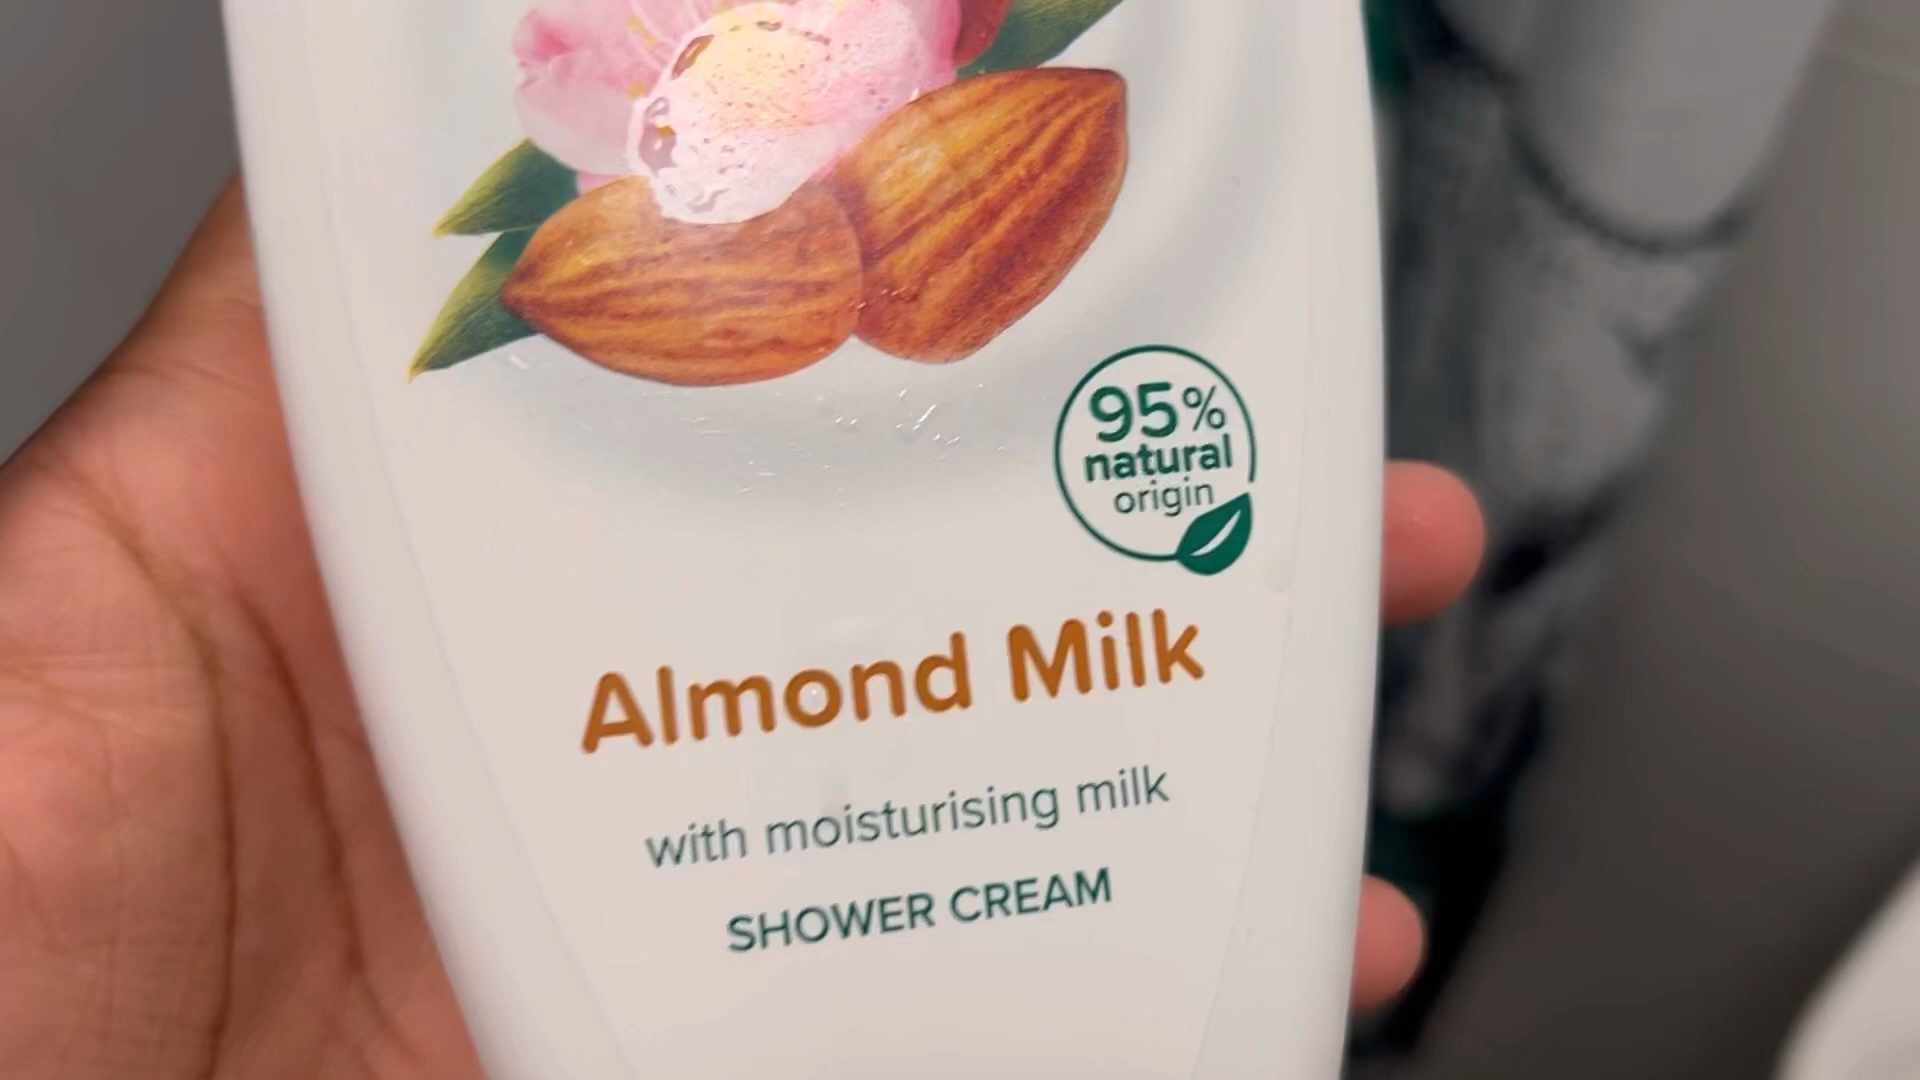 95%
natural
origin
Almond Milk
with moisturising milk
SHOWER CREAM